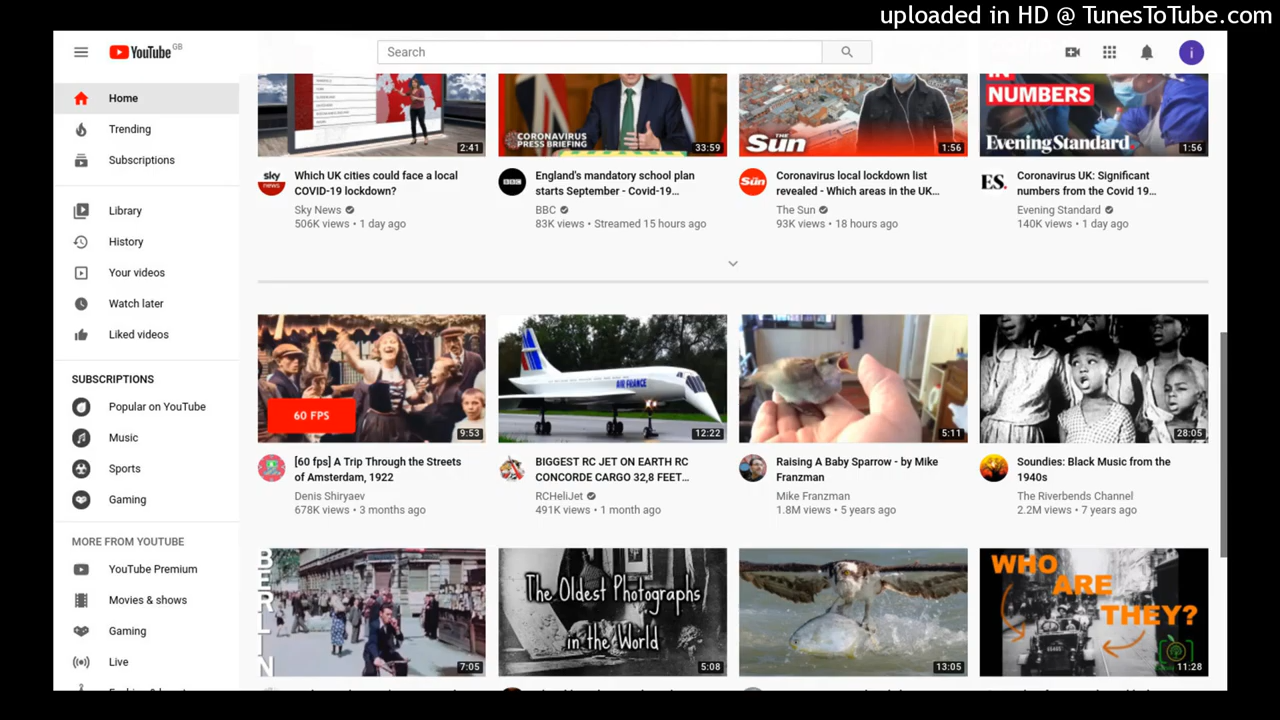 uploaded in HD @ TunesToTube.com
YouTube GB
Search
i
Home
Trending
Subscriptions
Library
History
Your videos
Watch later
Liked videos
SUBSCRIPTIONS
Popular on YouTube
Music
Sports
Gaming
MORE FROM YOUTUBE
YouTube Premium
Movies & shows
Gaming
Live
2:41
CORONAVIRUS
PRESS BRIEFING
33:59
THE
Sun
1:56
IN
NUMBERS
Evening Standard
1:56
sky
news
Which UK cities could face a local
COVID-19 lockdown?
Sky News
506K views • 1 day ago
BBC
England's mandatory school plan
starts September - Covid-19...
BBC
83K views • Streamed 15 hours ago
Sun
Coronavirus local lockdown list
revealed - Which areas in the UK...
The Sun
93K views • 18 hours ago
ES.
Coronavirus UK: Significant
numbers from the Covid 19...
Evening Standard
140K views • 1 day ago
60 FPS
9:53
AIR FRANCE
12:22
5:11
28:05
[60 fps] A Trip Through the Streets
of Amsterdam, 1922
Denis Shiryaev
678K views • 3 months ago
BIGGEST RC JET ON EARTH RC
CONCORDE CARGO 32,8 FEET...
RCHeliJet
491K views • 1 month ago
Raising A Baby Sparrow - by Mike
Franzman
Mike Franzman
1.8M views • 5 years ago
Soundies: Black Music from the
1940s
The Riverbends Channel
2.2M views • 7 years ago
BERLIN
7:05
The Oldest Photographs
in the World
5:08
13:05
WHO
ARE
THEY?
11:28